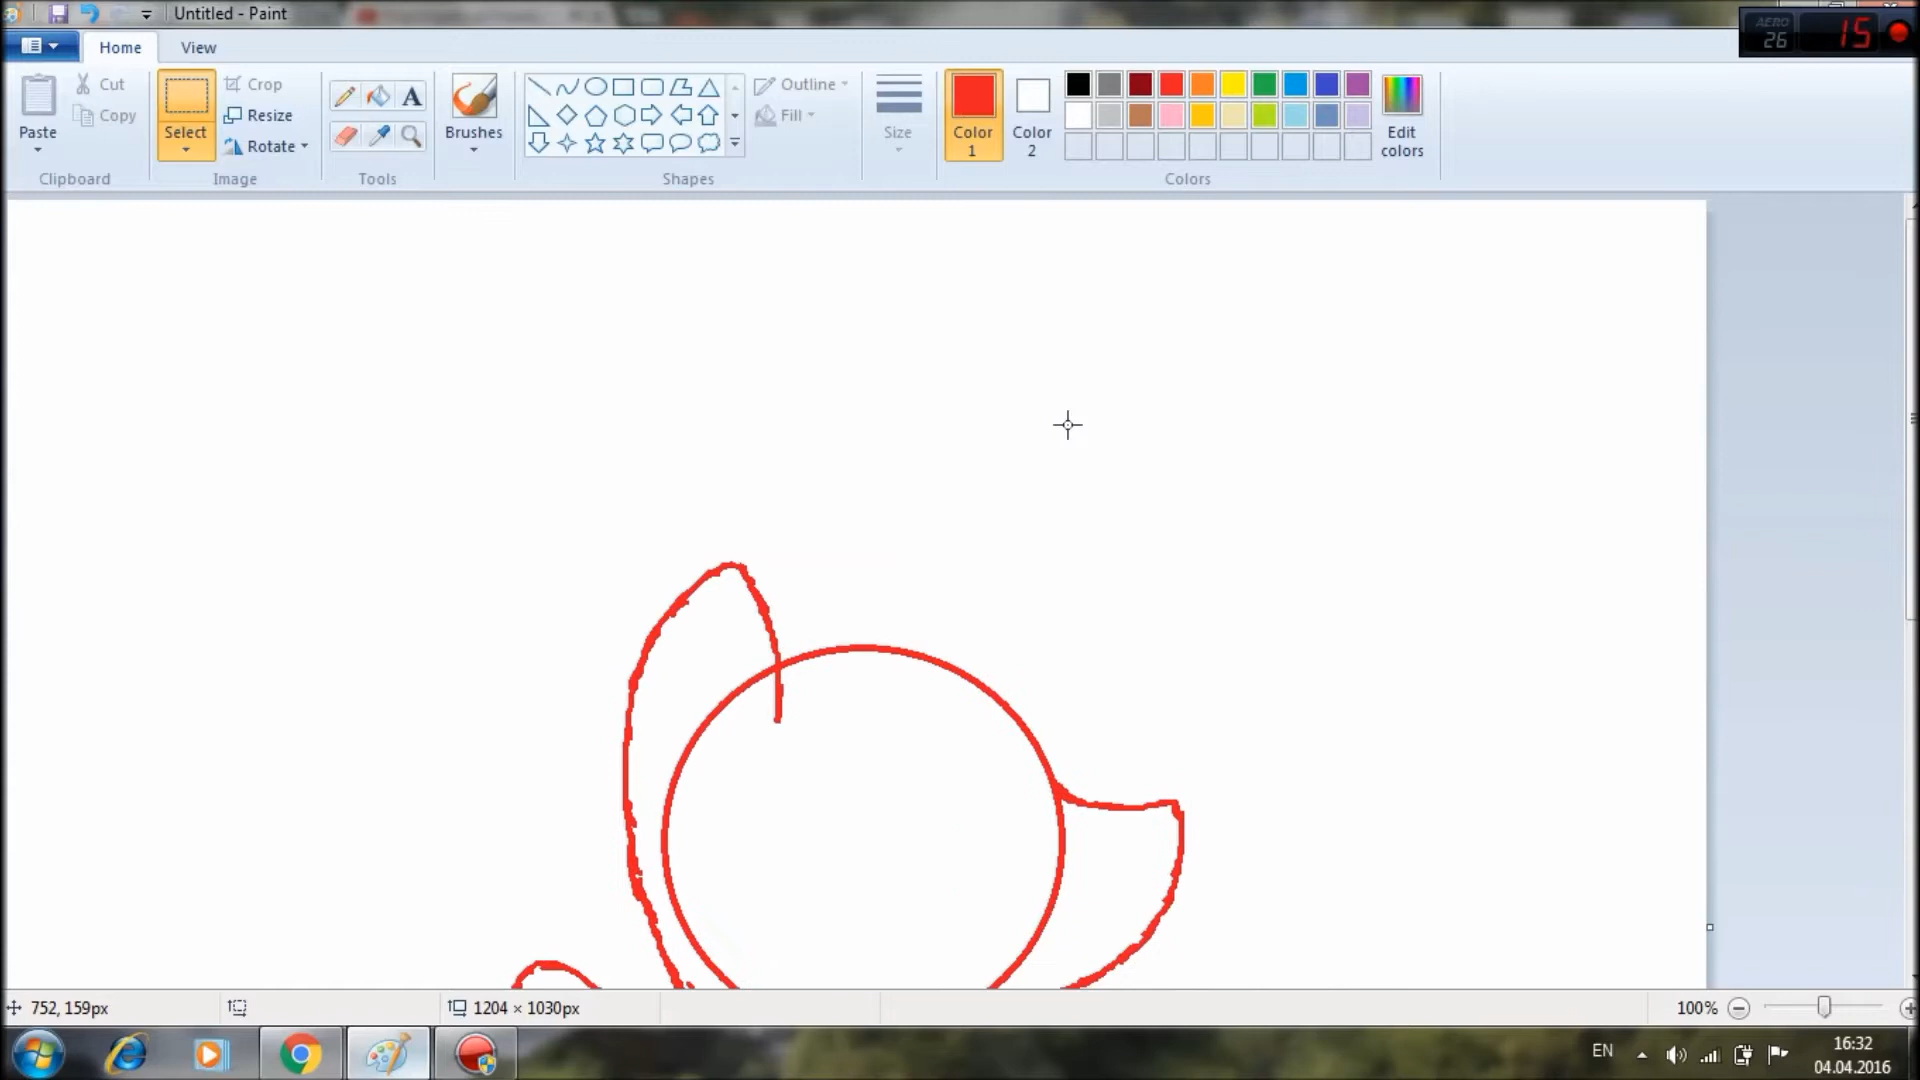 Untitled - Paint
AERO
26
15
Home
View
Paste
Cut
Copy
Clipboard
Select
Crop
Resize
Rotate
Image
A
Tools
Brushes
Shapes
Outline
Fill
Size
Color
1
Color
2
Edit
colors
Colors
752, 159px
1204 × 1030px
100%
EN
16:32
04.04.2016